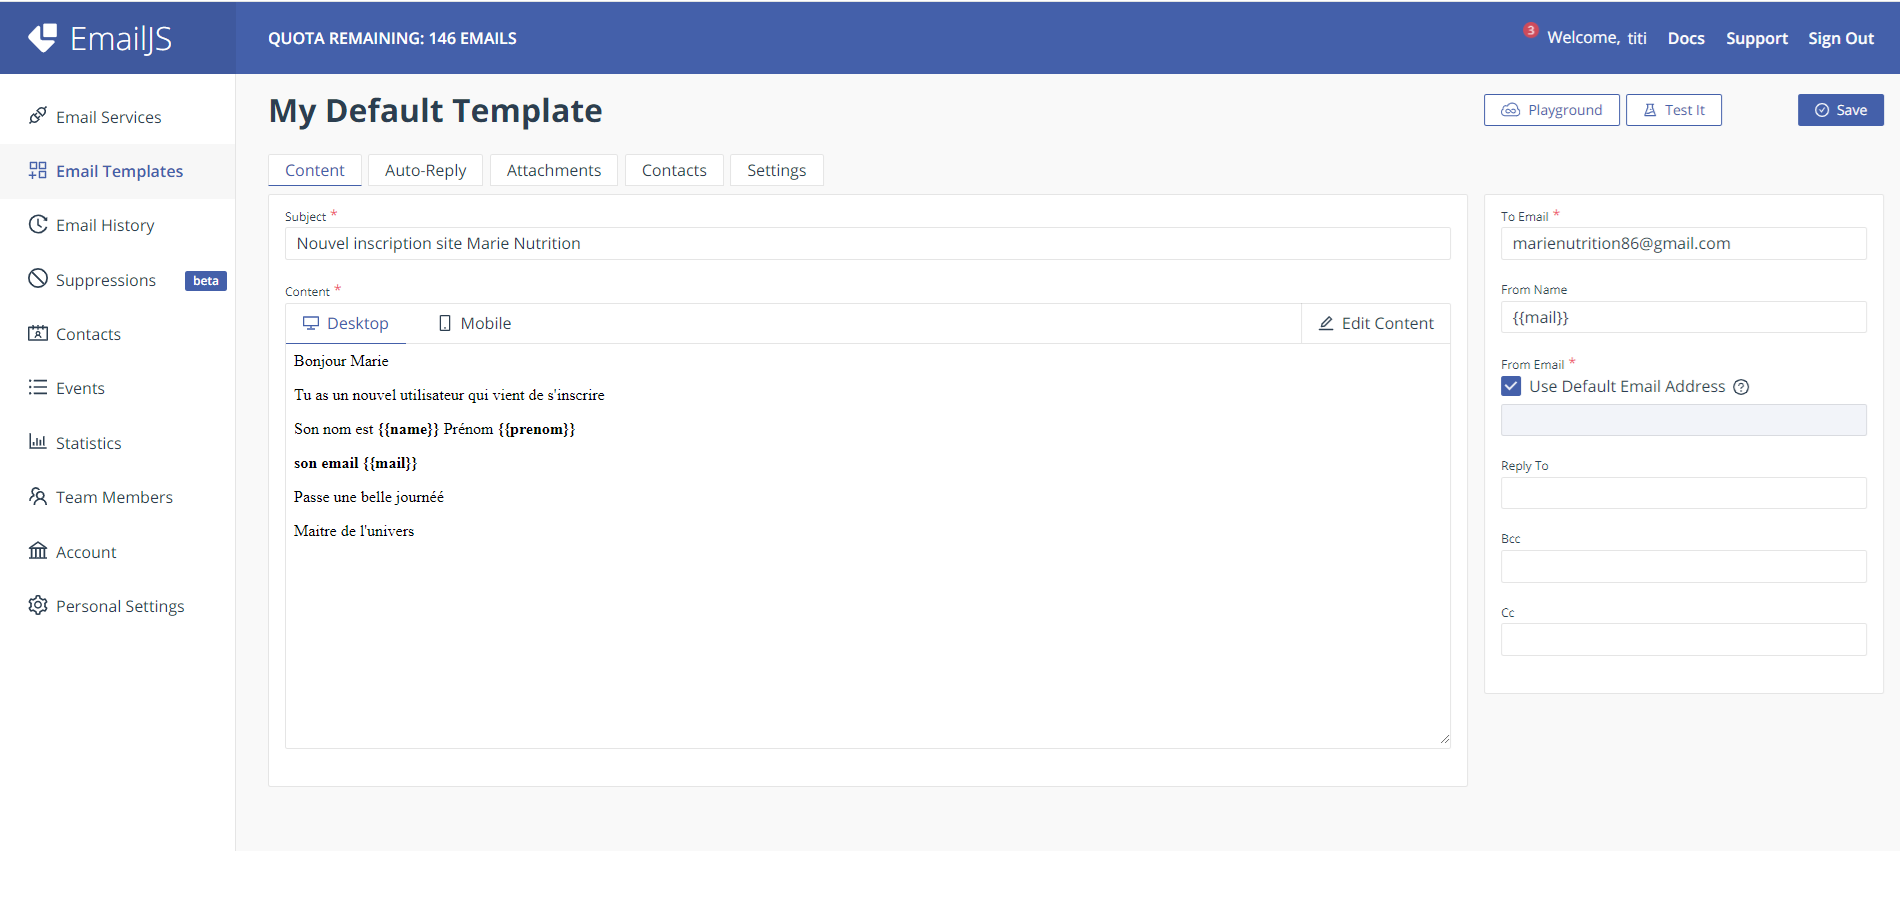 EmailJS
QUOTA REMAINING: 146 EMAILS
3
Welcome, titi
Docs
Support
Sign Out
Email Services
Email Templates
Email History
Suppressions
beta
Contacts
Events
Statistics
Team Members
Account
Personal Settings
My Default Template
Playground
Test It
Save
Content
Auto-Reply
Attachments
Contacts
Settings
Subject *
Nouvel inscription site Marie Nutrition
Content *
Desktop
Mobile
Edit Content
Bonjour Marie
Tu as un nouvel utilisateur qui vient de s'inscrire
Son nom est {{name}} Prénom {{prenom}}
son email {{mail}}
Passe une belle journéé
Maitre de l'univers
To Email *
marienutrition86@gmail.com
From Name
{{mail}}
From Email *
Use Default Email Address
Reply To
Bcc
Cc